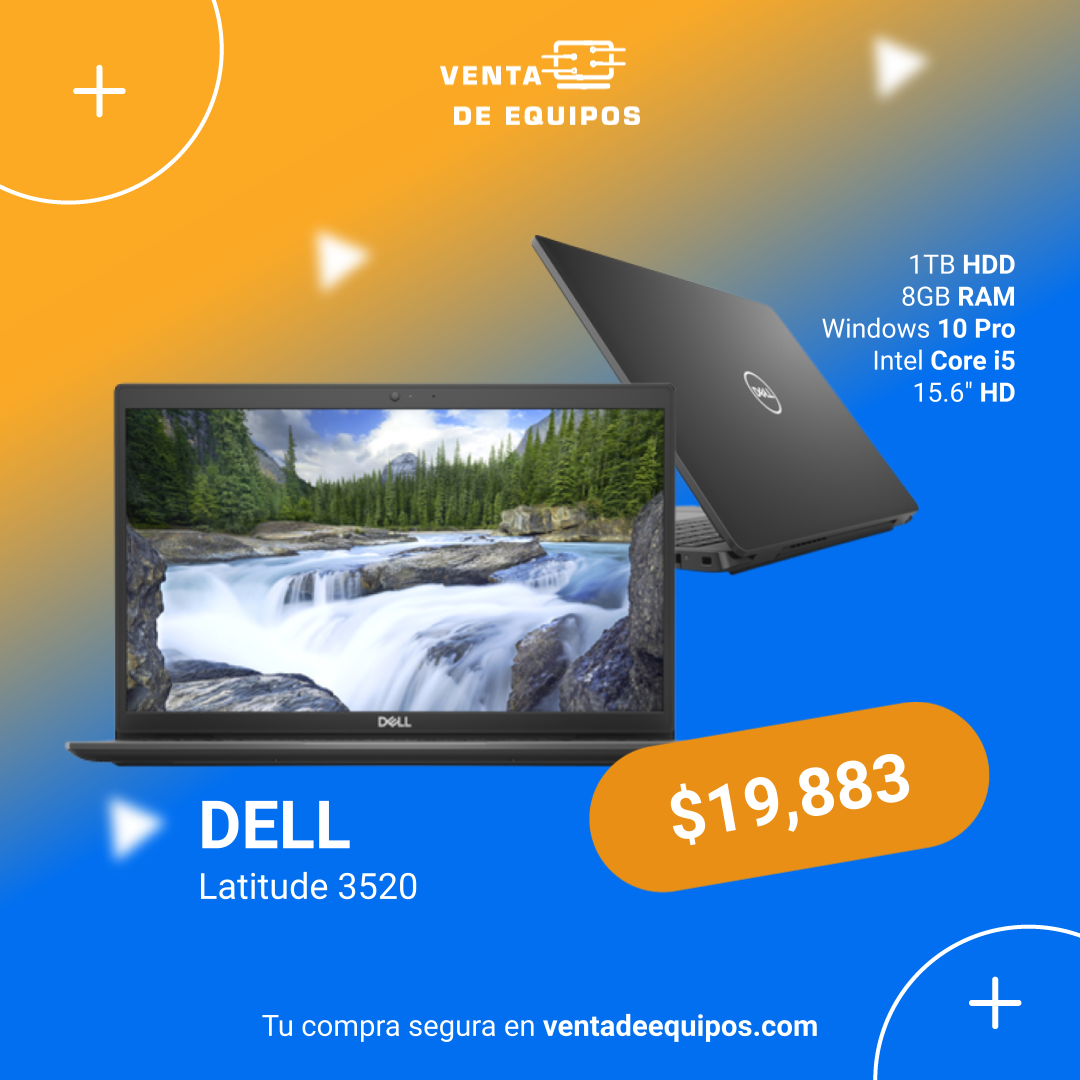 VENTA
DE EQUIPOS
1TB HDD
8GB RAM
Windows 10 Pro
Intel Core i5
15.6" HD
DELL
DELL
$19,883
DELL
Latitude 3520
Tu compra segura en ventadeequipos.com